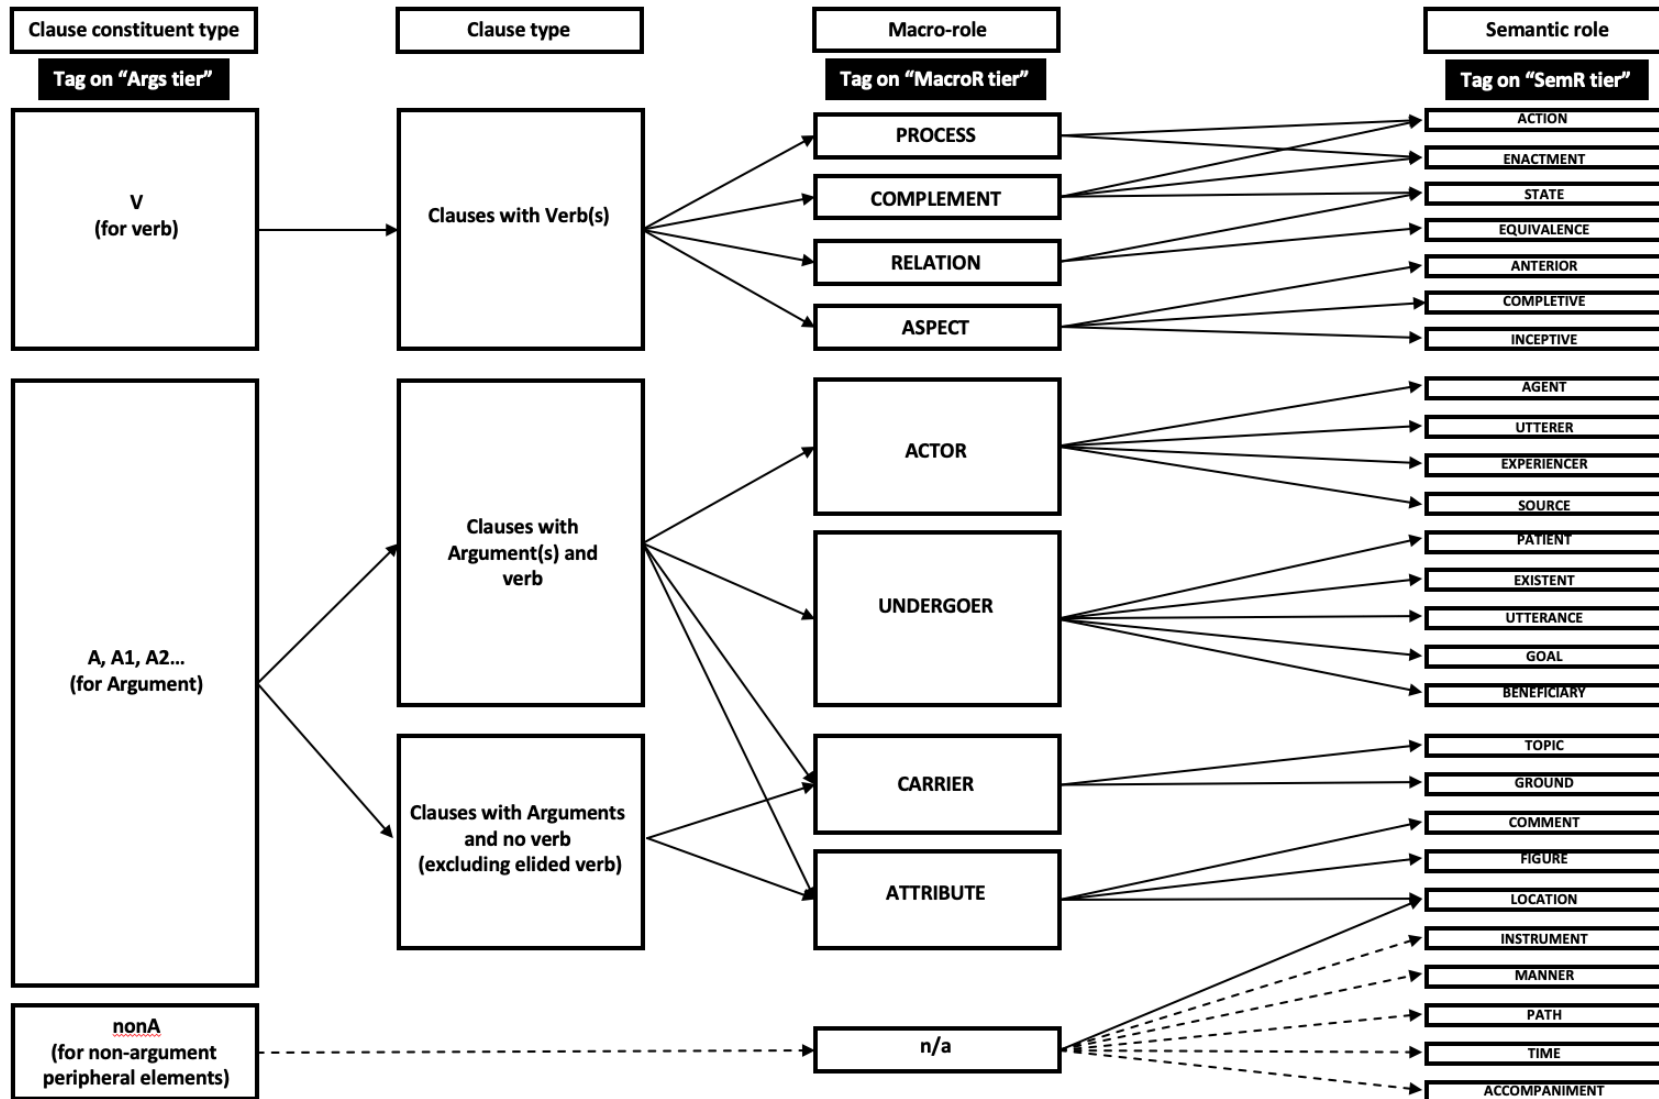 Clause constituent type
Clause type
Macro-role
Semantic role
Tag on “Args tier”
Tag on “MacroR tier”
Tag on “SemR tier”
V
(for verb)
Clauses with Verb(s)
PROCESS
COMPLEMENT
RELATION
ASPECT
ACTION
ENACTMENT
STATE
EQUIVALENCE
ANTERIOR
COMPLETIVE
INCEPTIVE
A, A1, A2...
(for Argument)
Clauses with
Argument(s) and
verb
Clauses with Arguments
and no verb
(excluding elided verb)
ACTOR
UNDERGOER
CARRIER
ATTRIBUTE
AGENT
UTTERER
EXPERIENCER
SOURCE
PATIENT
EXISTENT
UTTERANCE
GOAL
BENEFICIARY
TOPIC
GROUND
COMMENT
FIGURE
LOCATION
INSTRUMENT
MANNER
PATH
TIME
ACCOMPANIMENT
nonA
(for non-argument
peripheral elements)
n/a